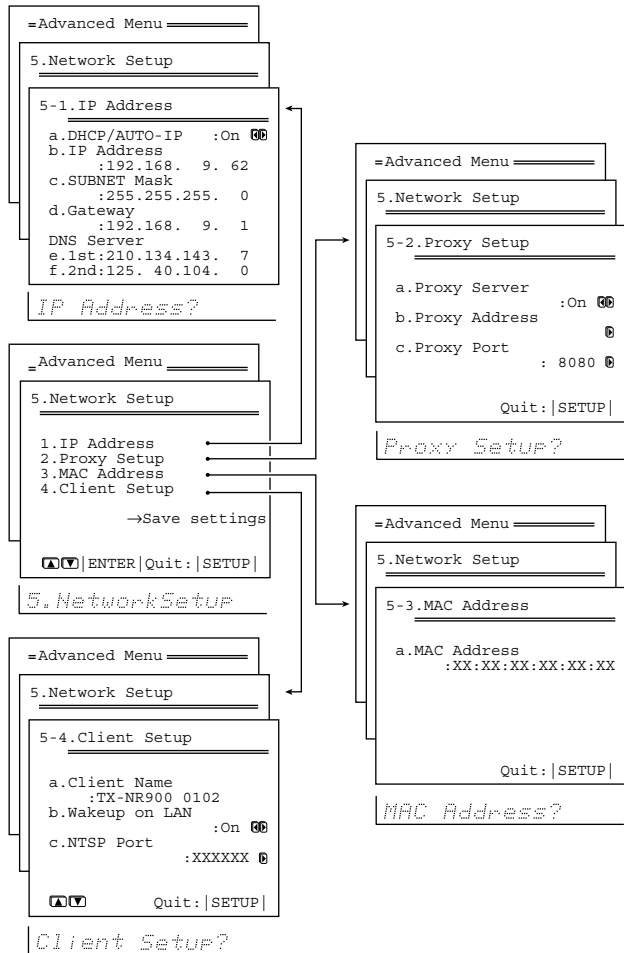 Advanced Menu
5.Network Setup
5-1.IP Address
a.DHCP/AUTO-IP :On
b.IP Address
:192.168. 9. 62
c.SUBNET Mask
:255.255.255. 0
d.Gateway
:192.168. 9. 1
DNS Server
e.1st:210.134.143. 7
f.2nd:125. 40.104. 0
IP Address?
Advanced Menu
5.Network Setup
5-2.Proxy Setup
a.Proxy Server
:On
b.Proxy Address
c.Proxy Port
: 8080
Quit:|SETUP|
Proxy Setup?
Advanced Menu
5.Network Setup
1.IP Address
2.Proxy Setup
3.MAC Address
4.Client Setup
→Save settings
|ENTER|Quit:|SETUP|
5.NetworkSetup
Advanced Menu
5.Network Setup
5-3.MAC Address
a.MAC Address
:XX:XX:XX:XX:XX:XX
Quit:|SETUP|
MAC Address?
Advanced Menu
5.Network Setup
5-4.Client Setup
a.Client Name
:TX-NR900 0102
b.Wakeup on LAN
:On
c.NTSP Port
:XXXXXX
Quit:|SETUP|
Client Setup?